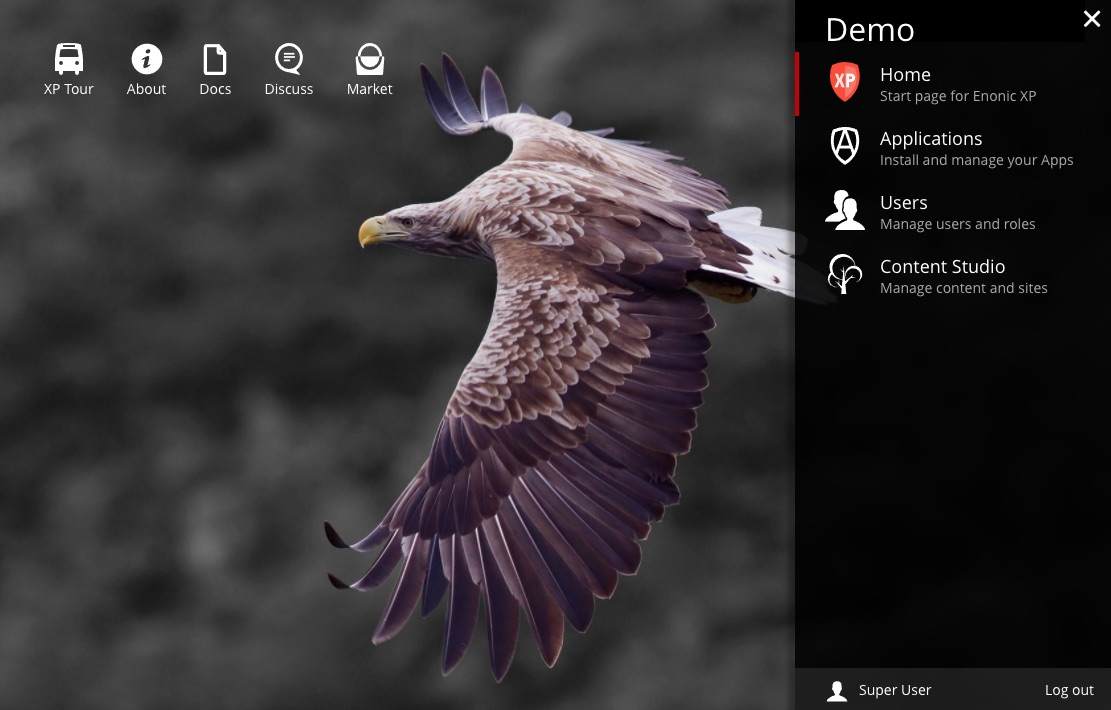 XP Tour
About
Docs
Discuss
Market
Demo
XP
Home
Start page for Enonic XP
Applications
Install and manage your Apps
Users
Manage users and roles
Content Studio
Manage content and sites
Super User
Log out